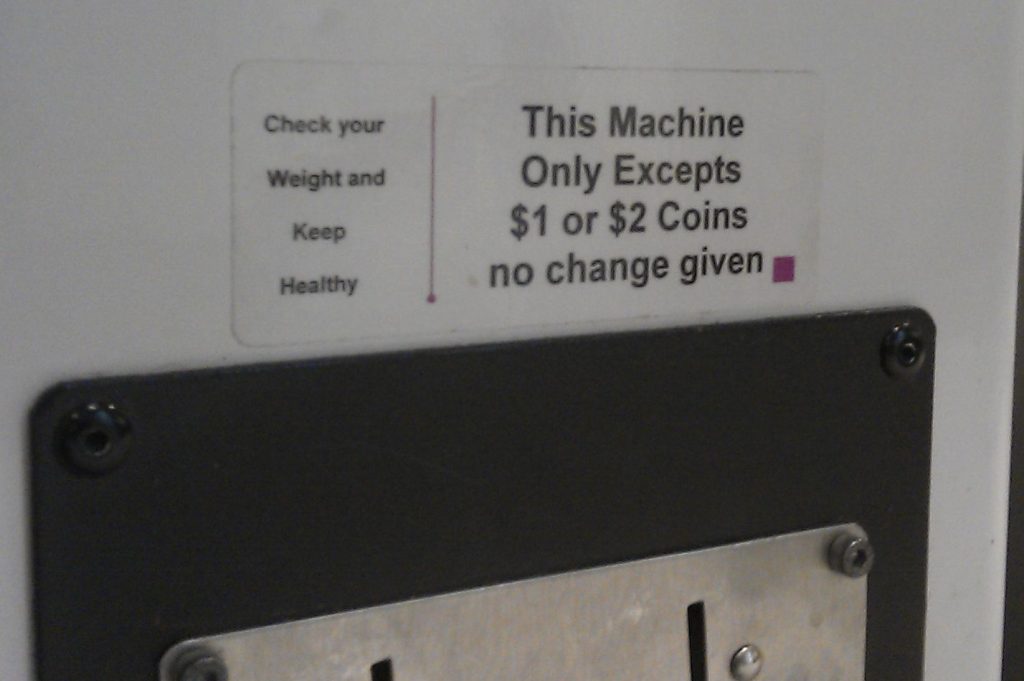 Check your
Weight and
Keep
Healthy
This Machine
Only Excepts
$1 or $2 Coins
no change given